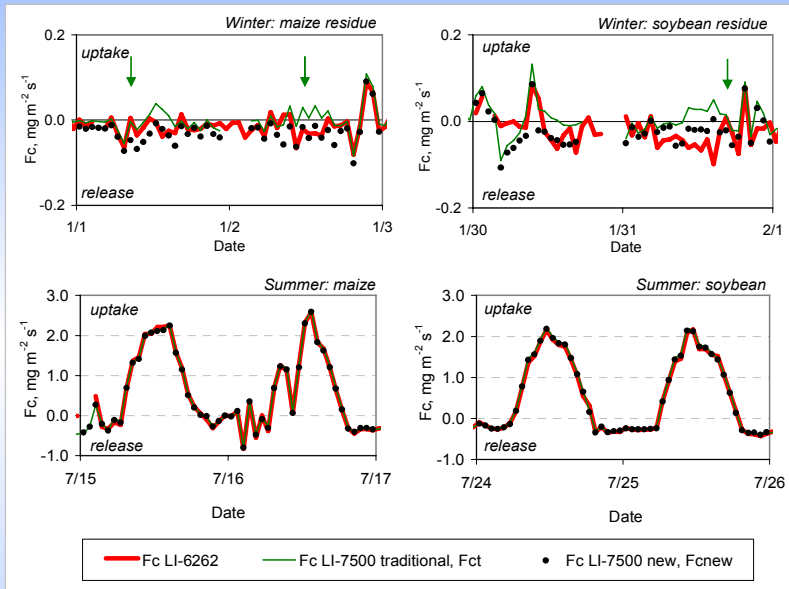 Winter: maize residue
uptake
0.2
0.0
-0.2
Fc, mg m⁻² s⁻¹
release
1/1
1/2
1/3
Date
Winter: soybean residue
uptake
0.2
0.0
-0.2
Fc, mg m⁻² s⁻¹
release
1/30
1/31
2/1
Date
Summer: maize
uptake
3.0
2.0
1.0
0.0
-1.0
Fc, mg m⁻² s⁻¹
release
7/15
7/16
7/17
Date
Summer: soybean
uptake
3.0
2.0
1.0
0.0
-1.0
Fc, mg m⁻² s⁻¹
release
7/24
7/25
7/26
Date
Fc LI-6262
Fc LI-7500 traditional, Fct
Fc LI-7500 new, Fcnew